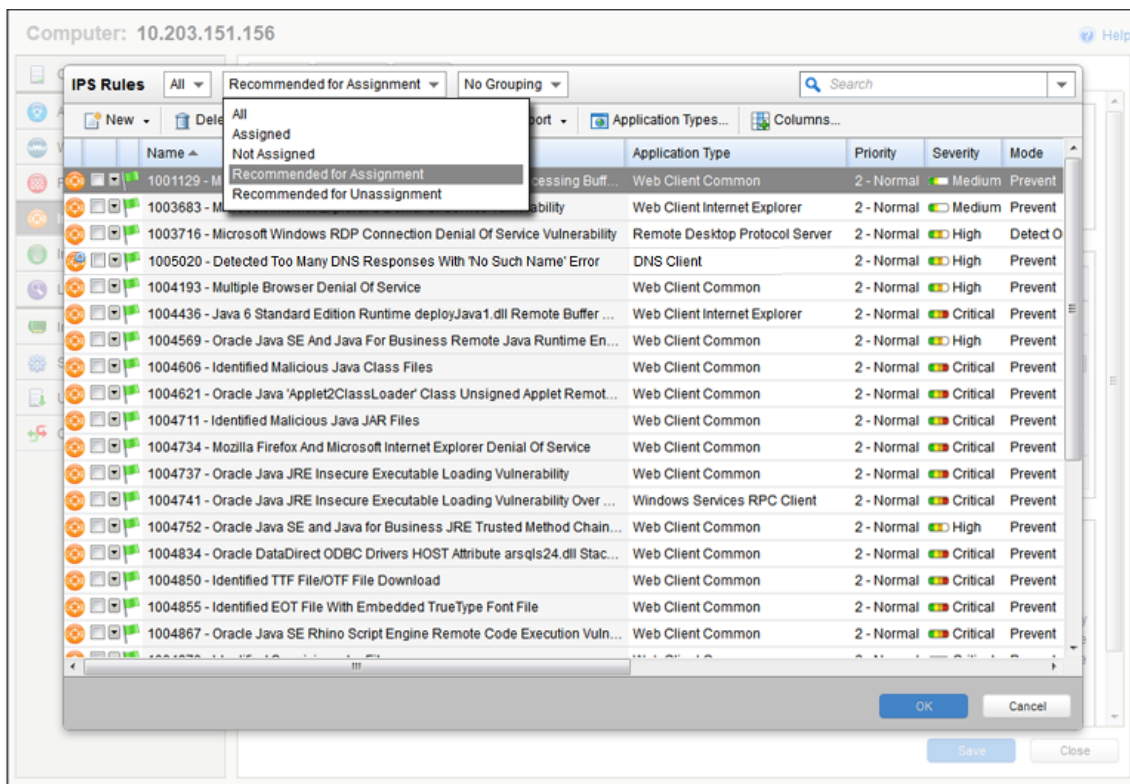 Computer: 10.203.151.156
Help
IPS Rules All Recommended for Assignment No Grouping Search
New Dele ort Application Types... Columns...
All
Assigned
Not Assigned
Recommended for Assignment
Recommended for Unassignment
Name Application Type Priority Severity Mode
1001129 - M cessing Buff... Web Client Common 2 - Normal Medium Prevent
1003683 - M ability Web Client Internet Explorer 2 - Normal Medium Prevent
1003716 - Microsoft Windows RDP Connection Denial Of Service Vulnerability Remote Desktop Protocol Server 2 - Normal High Detect O
1005020 - Detected Too Many DNS Responses With 'No Such Name' Error DNS Client 2 - Normal High Prevent
1004193 - Multiple Browser Denial Of Service Web Client Common 2 - Normal High Prevent
1004436 - Java 6 Standard Edition Runtime deployJava1.dll Remote Buffer ... Web Client Internet Explorer 2 - Normal Critical Prevent
1004569 - Oracle Java SE And Java For Business Remote Java Runtime En... Web Client Common 2 - Normal High Prevent
1004606 - Identified Malicious Java Class Files Web Client Common 2 - Normal Critical Prevent
1004621 - Oracle Java 'Applet2ClassLoader' Class Unsigned Applet Remot... Web Client Common 2 - Normal Critical Prevent
1004711 - Identified Malicious Java JAR Files Web Client Common 2 - Normal Critical Prevent
1004734 - Mozilla Firefox And Microsoft Internet Explorer Denial Of Service Web Client Common 2 - Normal Critical Prevent
1004737 - Oracle Java JRE Insecure Executable Loading Vulnerability Web Client Common 2 - Normal Critical Prevent
1004741 - Oracle Java JRE Insecure Executable Loading Vulnerability Over ... Windows Services RPC Client 2 - Normal Critical Prevent
1004752 - Oracle Java SE and Java for Business JRE Trusted Method Chain... Web Client Common 2 - Normal High Prevent
1004834 - Oracle DataDirect ODBC Drivers HOST Attribute arsqls24.dll Stac... Web Client Common 2 - Normal Critical Prevent
1004850 - Identified TTF File/OTF File Download Web Client Common 2 - Normal Critical Prevent
1004855 - Identified EOT File With Embedded TrueType Font File Web Client Common 2 - Normal Critical Prevent
1004867 - Oracle Java SE Rhino Script Engine Remote Code Execution Vuln... Web Client Common 2 - Normal Critical Prevent
OK Cancel
Save Close